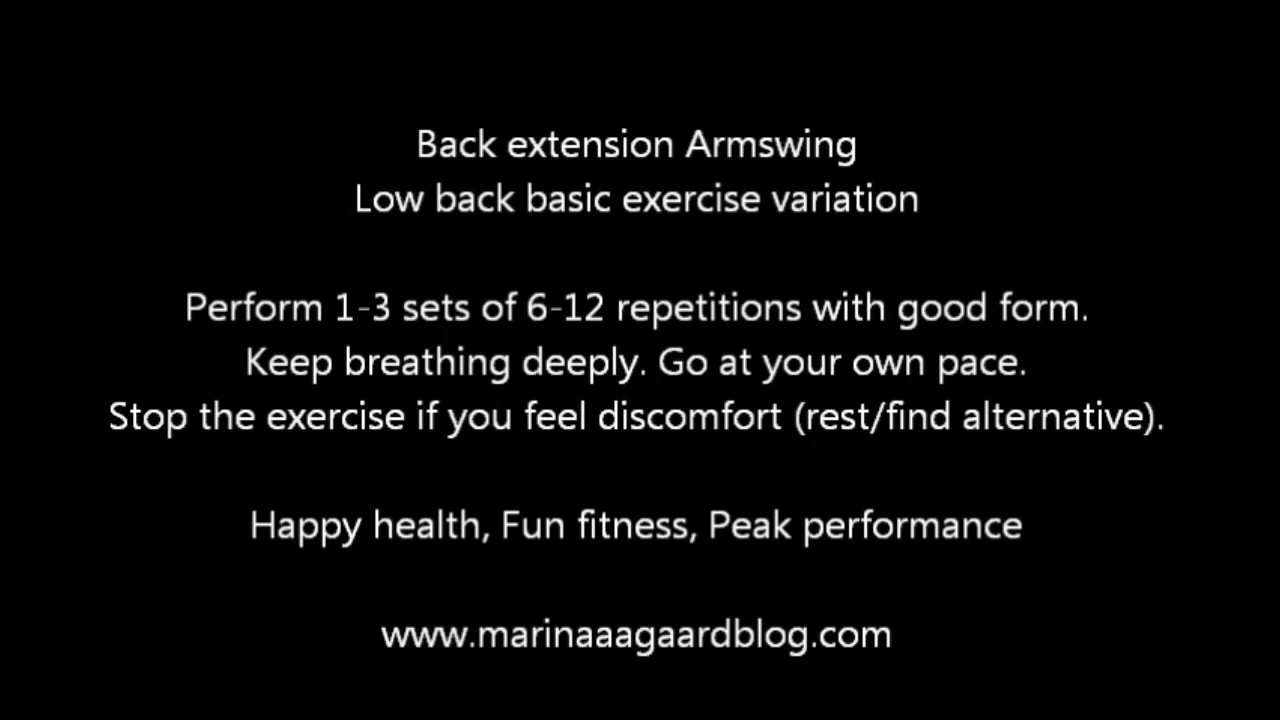 Back extension Armswing
Low back basic exercise variation
Perform 1-3 sets of 6-12 repetitions with good form.
Keep breathing deeply. Go at your own pace.
Stop the exercise if you feel discomfort (rest/find alternative).
Happy health, Fun fitness, Peak performance
www.marinaaagaardblog.com